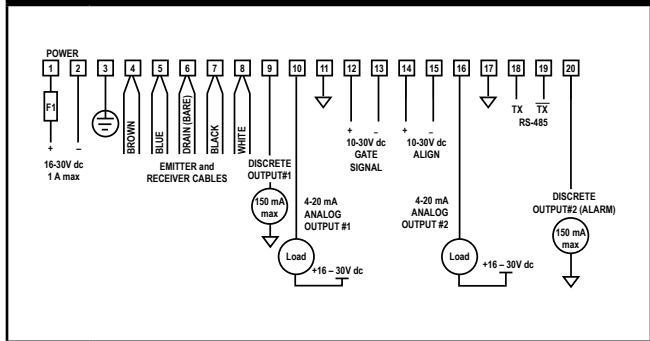 POWER
1 2 3 4 5 6 7 8 9 10 11 12 13 14 15 16 17 18 19 20
F1
+ –
16-30V dc
1 A max
BROWN
BLUE
DRAIN (BARE)
BLACK
WHITE
EMITTER and
RECEIVER CABLES
DISCRETE
OUTPUT#1
150 mA
max
4-20 mA
ANALOG
OUTPUT #1
Load
+16 – 30V dc
+ –
10-30V dc
GATE
SIGNAL
+ –
10-30V dc
ALIGN
4-20 mA
ANALOG
OUTPUT #2
Load
+16 – 30V dc
TX TX
RS-485
DISCRETE
OUTPUT#2 (ALARM)
150 mA
max